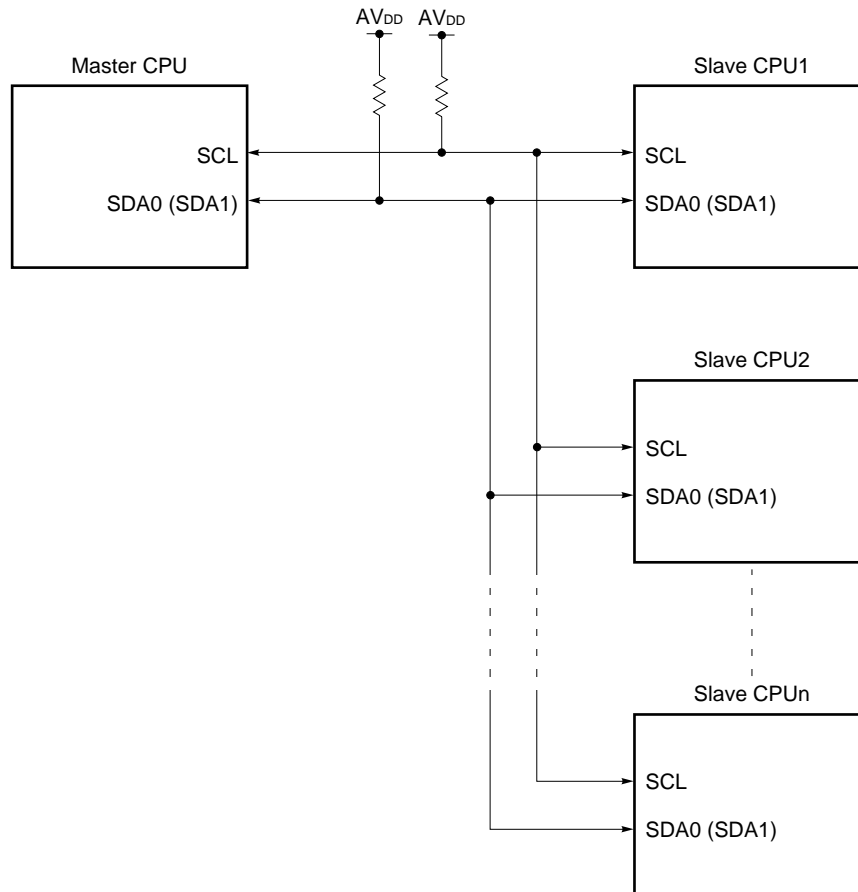 AVDD AVDD
Master CPU
SCL
SDA0 (SDA1)
Slave CPU1
SCL
SDA0 (SDA1)
Slave CPU2
SCL
SDA0 (SDA1)
Slave CPUn
SCL
SDA0 (SDA1)